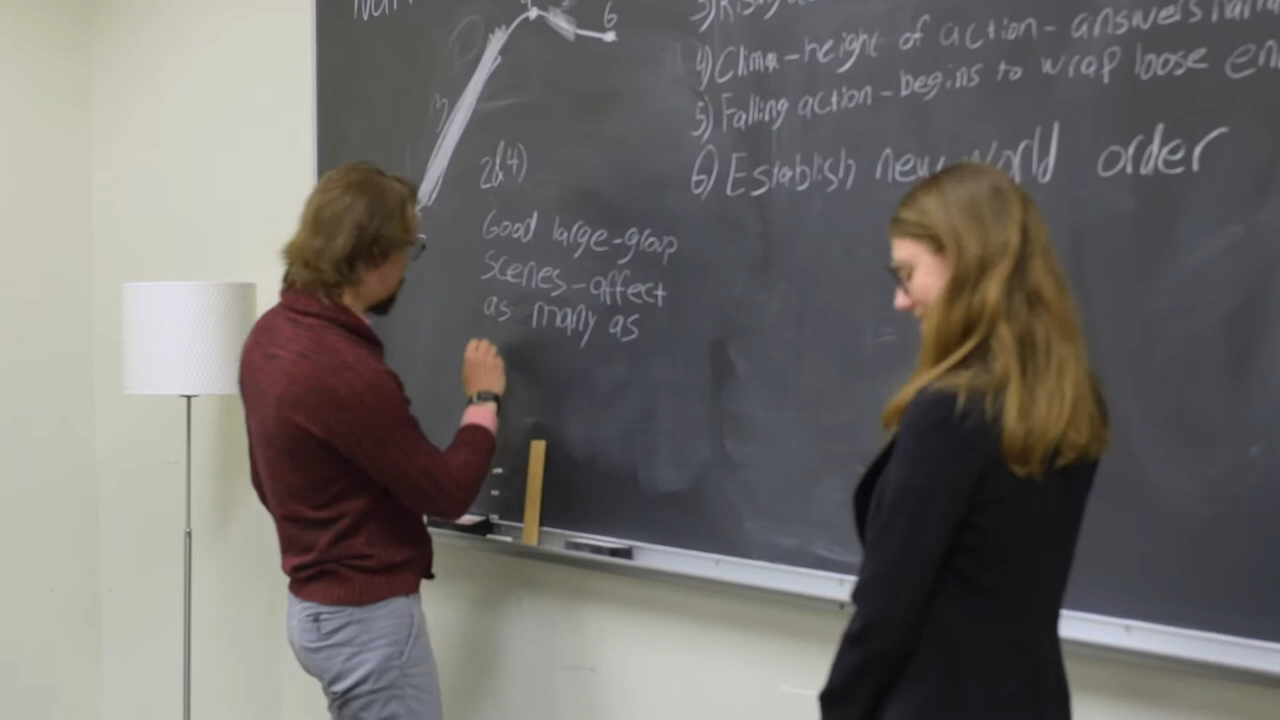 6
3) Rising
4) Climax - height of action - answers
5) Falling action - begins to wrap loose
6) Establish new world order
3
2&4)
Good large-group
scenes - affect
as many as